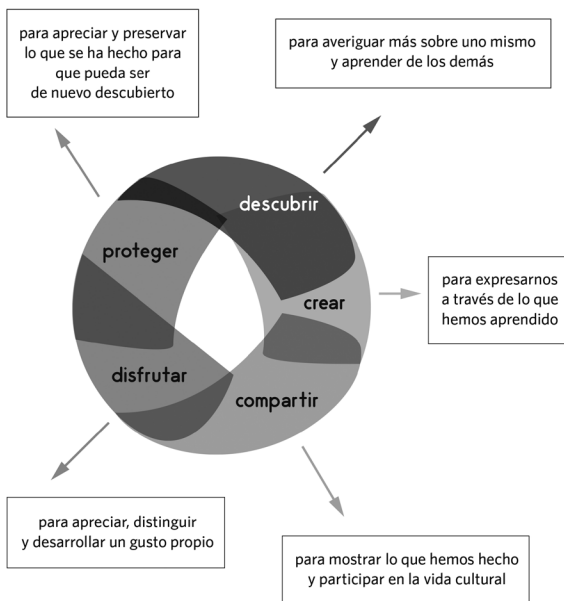 para apreciar y preservar
lo que se ha hecho para
que pueda ser
de nuevo descubierto
para averiguar más sobre uno mismo
y aprender de los demás
descubrir
proteger
crear
para expresarnos
a través de lo que
hemos aprendido
disfrutar
compartir
para apreciar, distinguir
y desarrollar un gusto propio
para mostrar lo que hemos hecho
y participar en la vida cultural